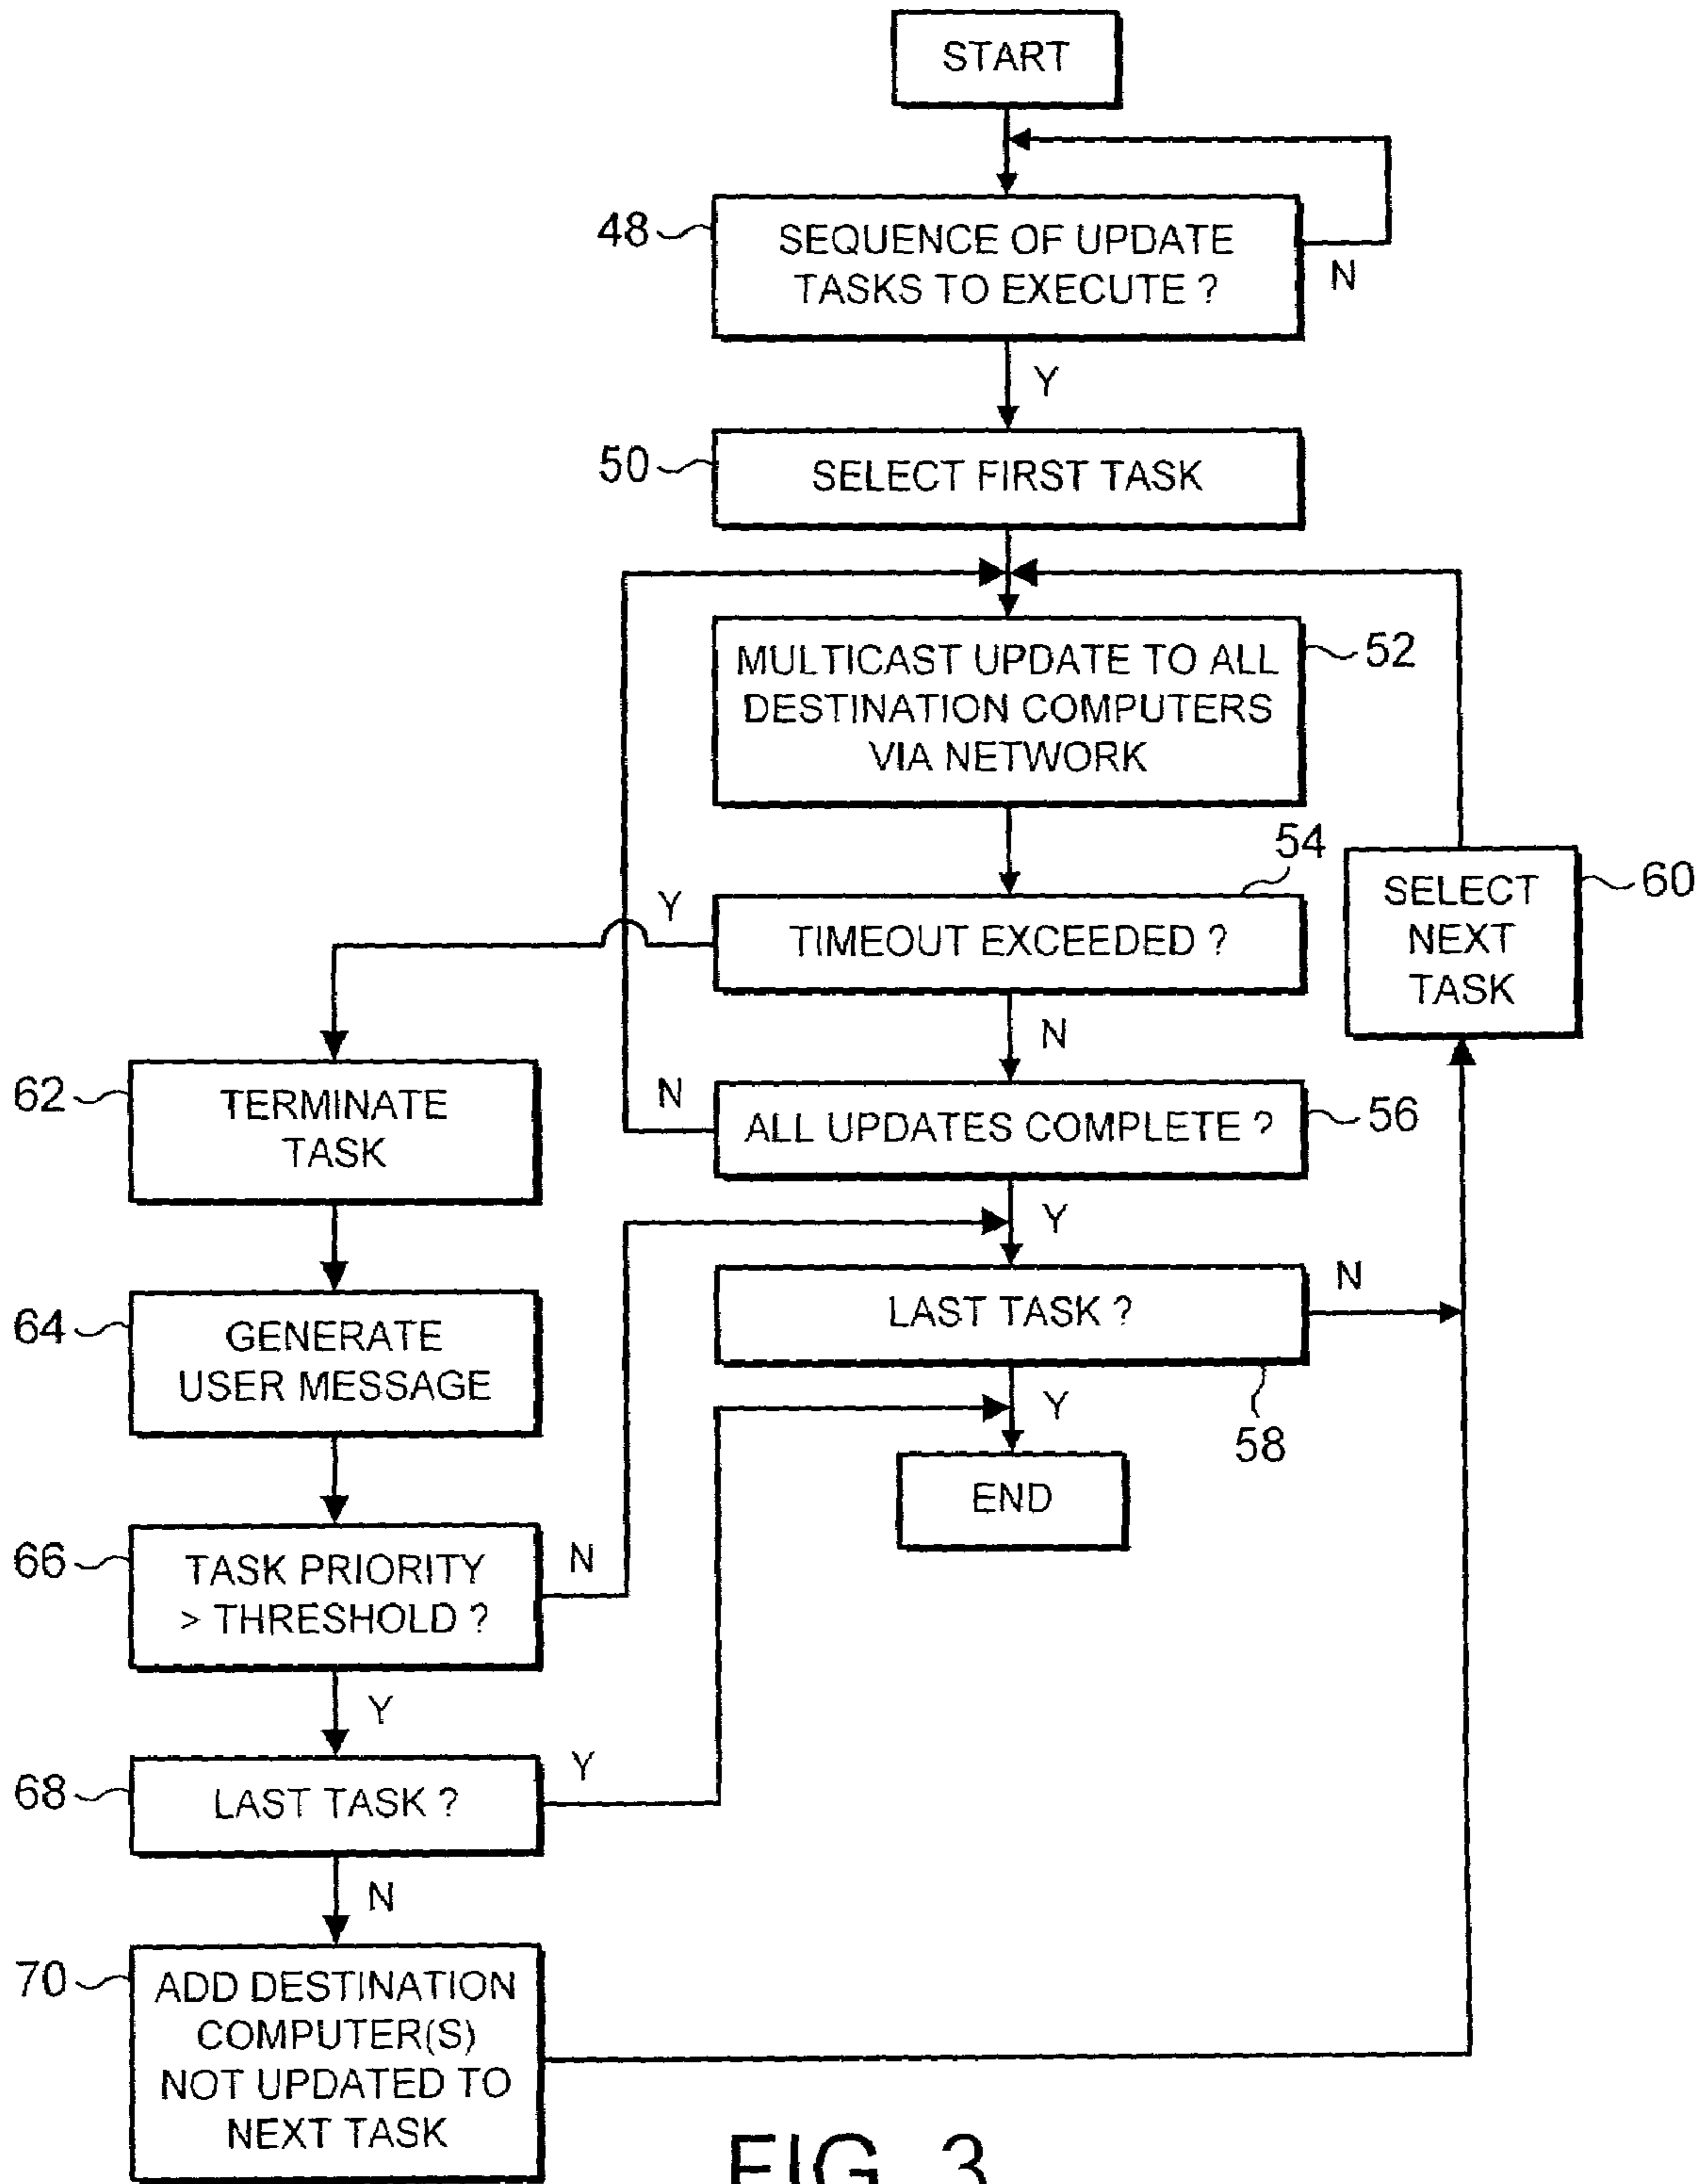 START
48
SEQUENCE OF UPDATE
TASKS TO EXECUTE ?
N
Y
50
SELECT FIRST TASK
MULTICAST UPDATE TO ALL
DESTINATION COMPUTERS
VIA NETWORK
52
54
Y
TIMEOUT EXCEEDED ?
SELECT
NEXT
TASK
60
N
62
TERMINATE
TASK
N
ALL UPDATES COMPLETE ?
56
Y
LAST TASK ?
N
58
64
GENERATE
USER MESSAGE
Y
END
66
TASK PRIORITY
> THRESHOLD ?
N
Y
68
LAST TASK ?
Y
N
70
ADD DESTINATION
COMPUTER(S)
NOT UPDATED TO
NEXT TASK
FIG. 3